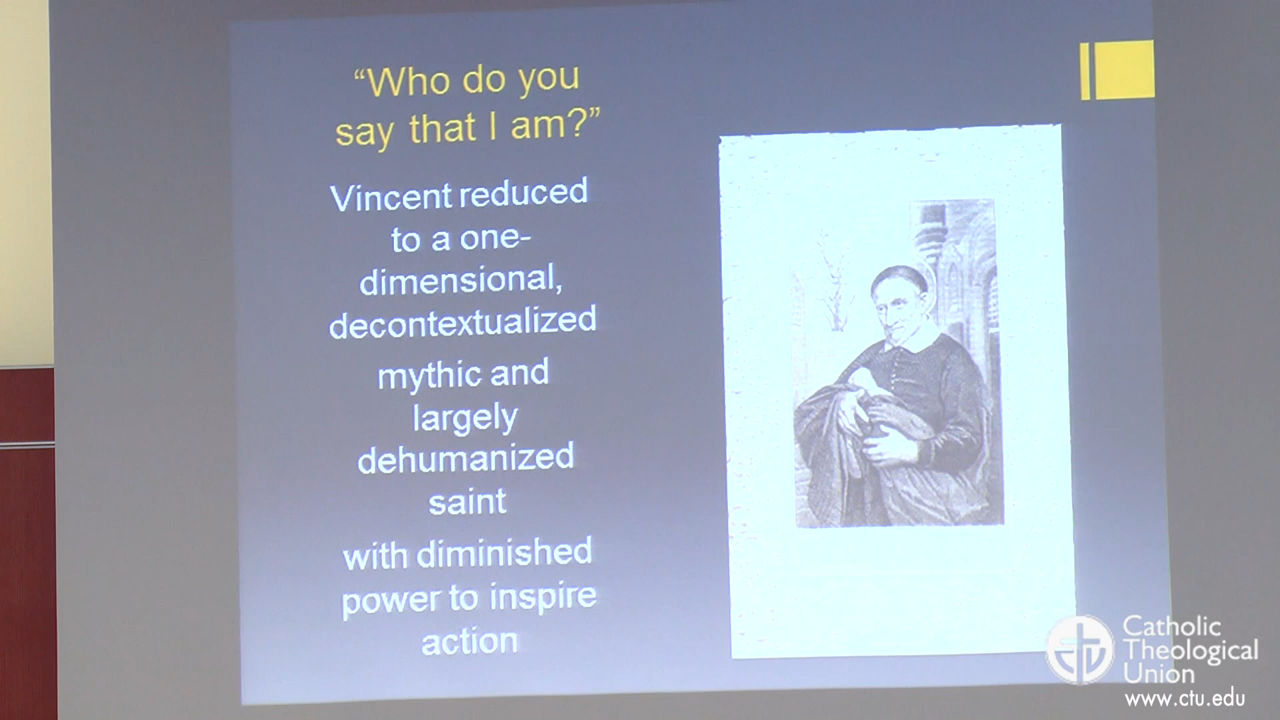 “Who do you
say that I am?”
Vincent reduced
to a one-
dimensional,
decontextualized
mythic and
largely
dehumanized
saint
with diminished
power to inspire
action
Catholic
Theological
Union
www.ctu.edu